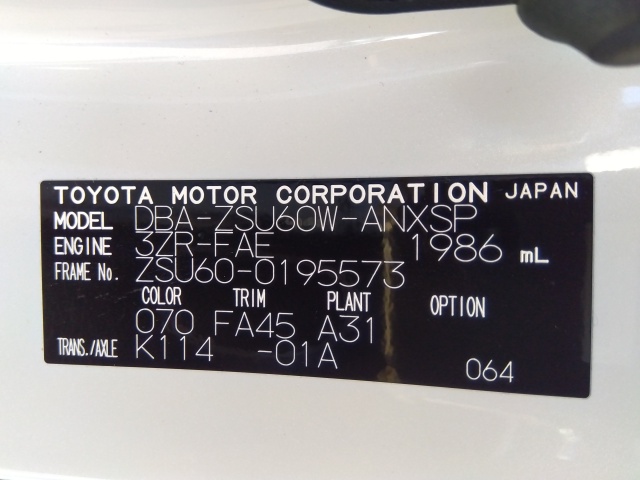 TOYOTA MOTOR CORPORATION JAPAN
MODEL DBA-ZSU60W-ANXSP
ENGINE 3ZR-FAE 1986 mL
FRAME No. ZSU60-0195573
COLOR TRIM PLANT OPTION
070 FA45 A31
TRANS./AXLE K114 -01A
064